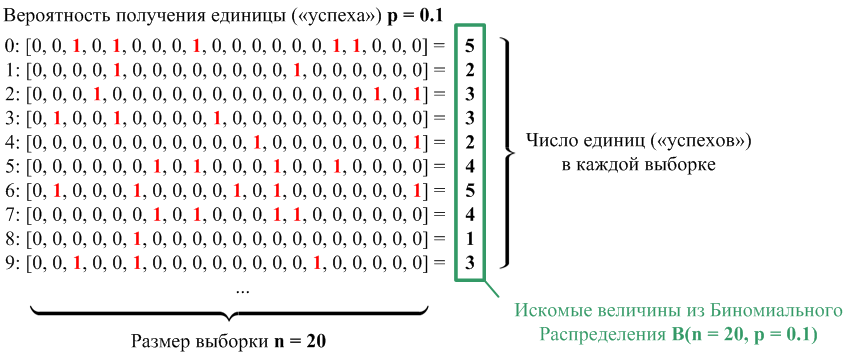 Вероятность получения единицы («успеха») p = 0.1
0: [0, 0, 1, 0, 1, 0, 0, 0, 1, 0, 0, 0, 0, 0, 0, 1, 1, 0, 0, 0] = 5
1: [0, 0, 0, 0, 1, 0, 0, 0, 0, 0, 0, 0, 0, 1, 0, 0, 0, 0, 0, 0] = 2
2: [0, 0, 0, 1, 0, 0, 0, 0, 0, 0, 0, 0, 0, 0, 0, 0, 0, 1, 0, 1] = 3
3: [0, 1, 0, 0, 1, 0, 0, 0, 0, 1, 0, 0, 0, 0, 0, 0, 0, 0, 0, 0] = 3
4: [0, 0, 0, 0, 0, 0, 0, 0, 0, 0, 0, 1, 0, 0, 0, 0, 0, 0, 0, 1] = 2
5: [0, 0, 0, 0, 0, 0, 1, 0, 1, 0, 0, 0, 1, 0, 0, 1, 0, 0, 0, 0] = 4
6: [0, 1, 0, 0, 0, 1, 0, 0, 0, 0, 1, 0, 1, 0, 0, 0, 0, 0, 0, 1] = 5
7: [0, 0, 0, 0, 0, 0, 1, 0, 1, 0, 0, 0, 1, 1, 0, 0, 0, 0, 0, 0] = 4
8: [0, 0, 0, 0, 0, 1, 0, 0, 0, 0, 0, 0, 0, 0, 0, 0, 0, 0, 0, 0] = 1
9: [0, 0, 1, 0, 0, 1, 0, 0, 0, 0, 0, 0, 0, 0, 1, 0, 0, 0, 0, 0] = 3
...
Размер выборки n = 20
Число единиц («успехов»)
в каждой выборке
Искомые величины из Биномиального
Распределения B(n = 20, p = 0.1)